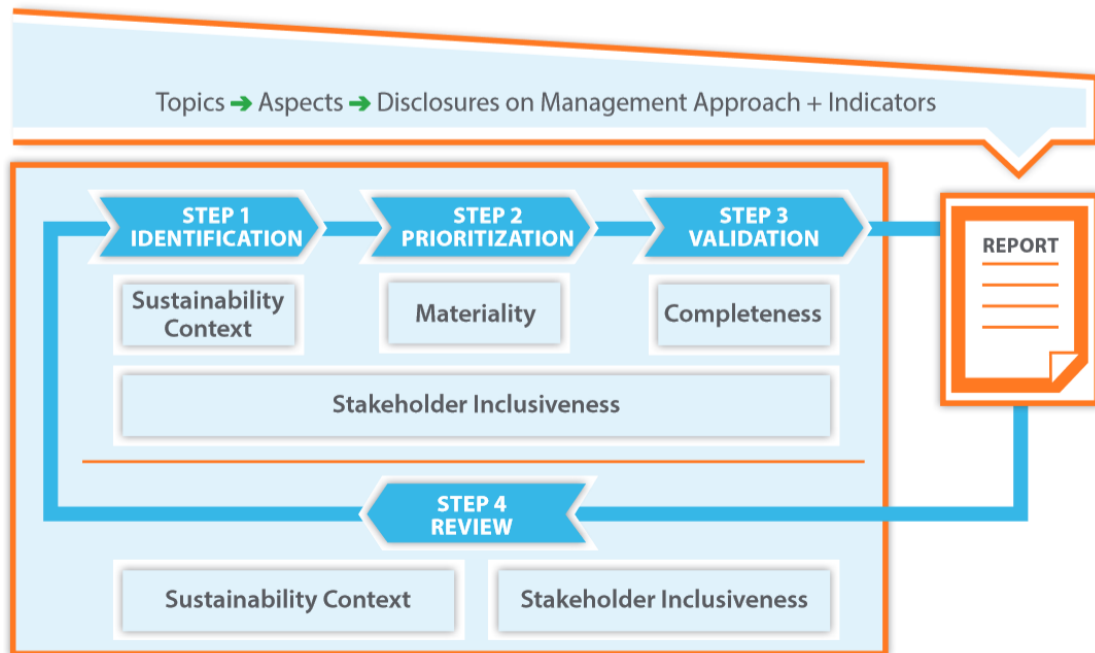 Topics ➔ Aspects ➔ Disclosures on Management Approach + Indicators
STEP 1
IDENTIFICATION
STEP 2
PRIORITIZATION
STEP 3
VALIDATION
REPORT
Sustainability
Context
Materiality
Completeness
Stakeholder Inclusiveness
STEP 4
REVIEW
Sustainability Context
Stakeholder Inclusiveness